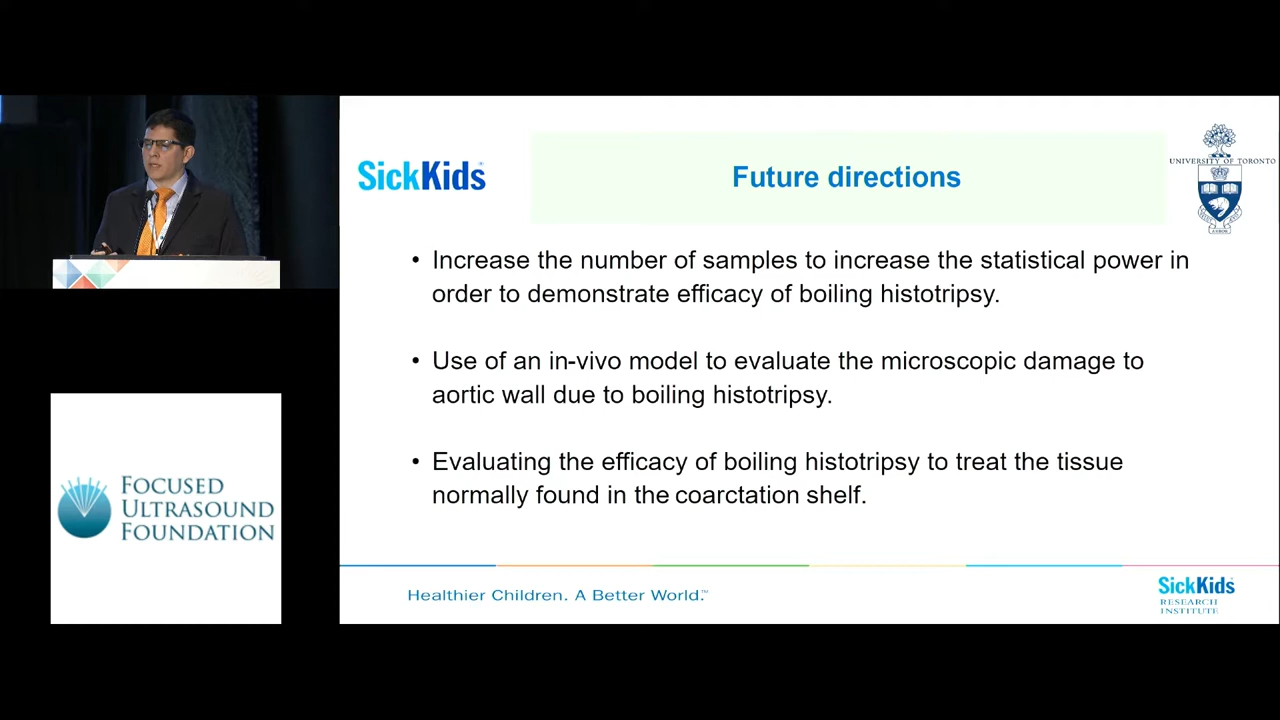 SickKids
Future directions
UNIVERSITY OF TORONTO
• Increase the number of samples to increase the statistical power in
order to demonstrate efficacy of boiling histotripsy.
• Use of an in-vivo model to evaluate the microscopic damage to
aortic wall due to boiling histotripsy.
• Evaluating the efficacy of boiling histotripsy to treat the tissue
normally found in the coarctation shelf.
FOCUSED
ULTRASOUND
FOUNDATION
Healthier Children. A Better World.™
SickKids
RESEARCH
INSTITUTE